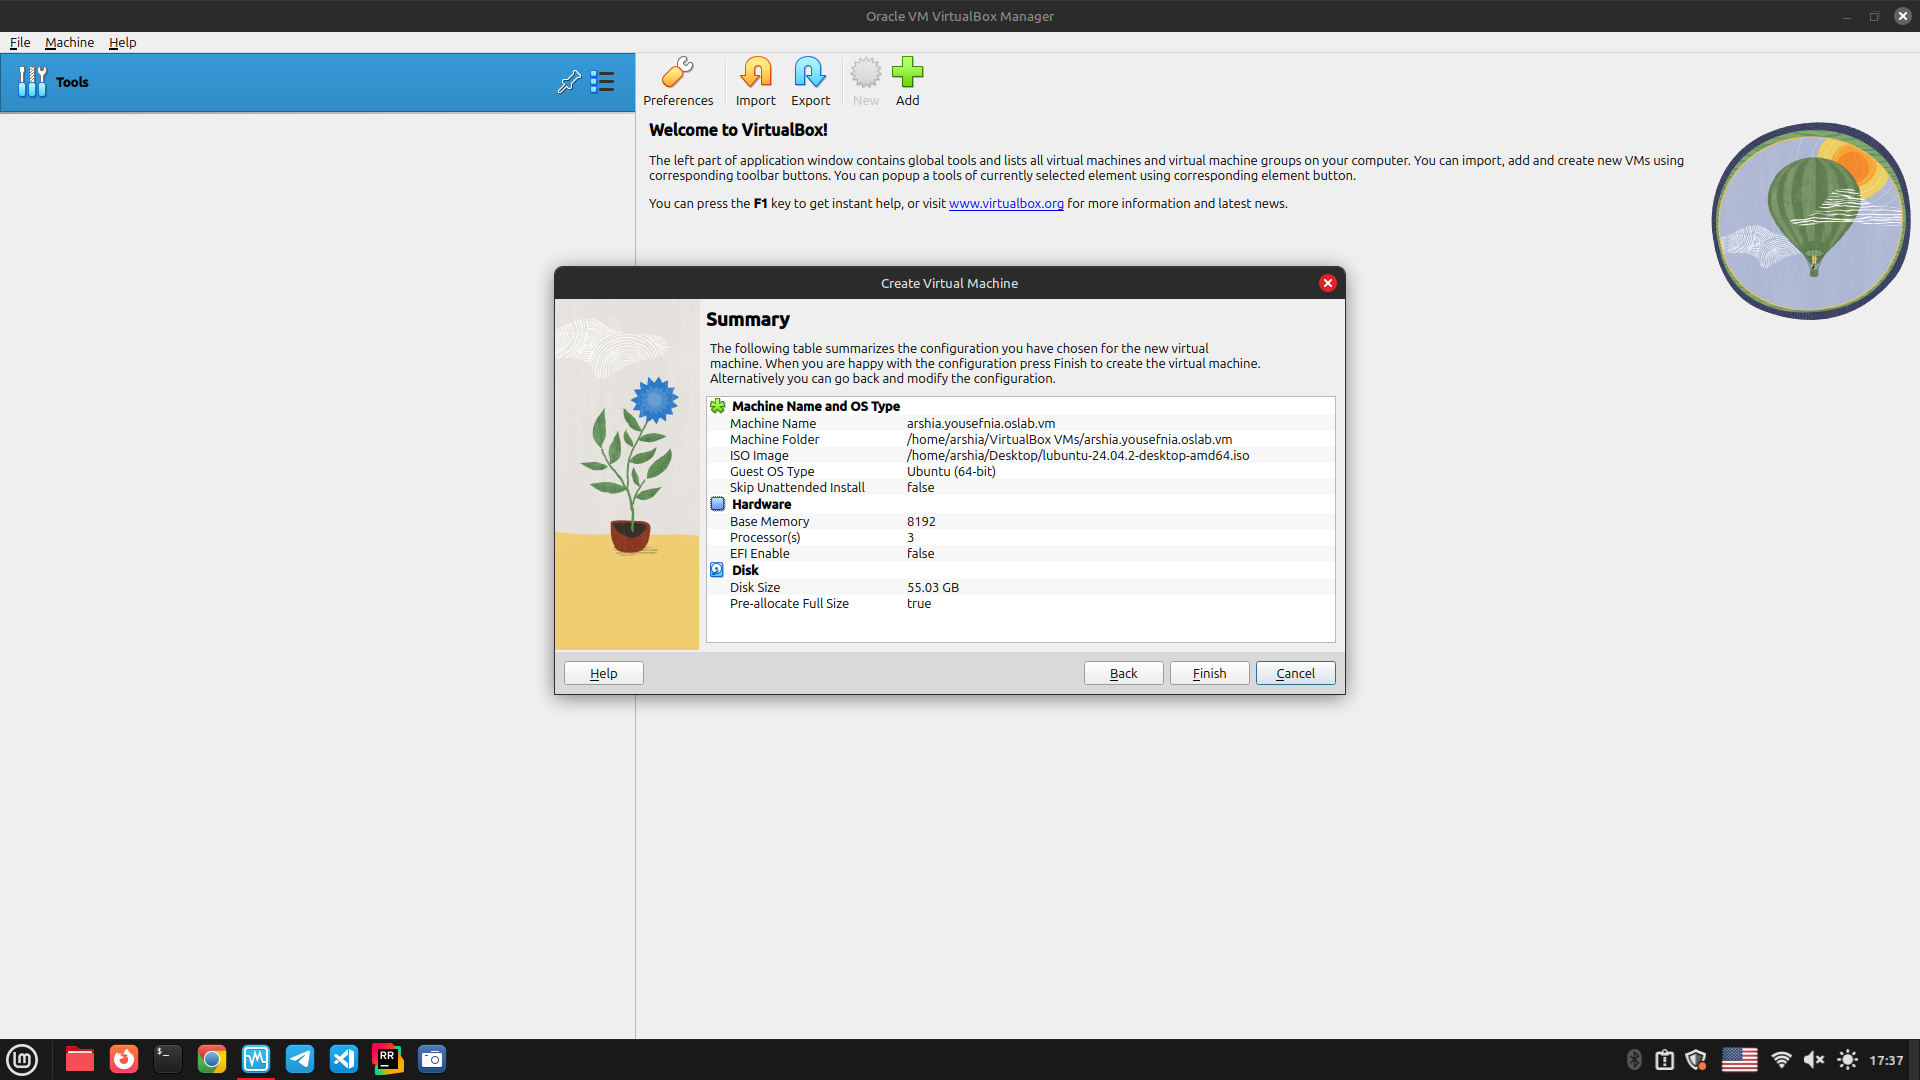 Oracle VM VirtualBox Manager
File Machine Help
Tools
Preferences Import Export New Add
Welcome to VirtualBox!
The left part of application window contains global tools and lists all virtual machines and virtual machine groups on your computer. You can import, add and create new VMs using
corresponding toolbar buttons. You can popup a tools of currently selected element using corresponding element button.
You can press the F1 key to get instant help, or visit www.virtualbox.org for more information and latest news.
Create Virtual Machine
Summary
The following table summarizes the configuration you have chosen for the new virtual
machine. When you are happy with the configuration press Finish to create the virtual machine.
Alternatively you can go back and modify the configuration.
Machine Name and OS Type
Machine Name arshia.yousefnia.oslab.vm
Machine Folder /home/arshia/VirtualBox VMs/arshia.yousefnia.oslab.vm
ISO Image /home/arshia/Desktop/lubuntu-24.04.2-desktop-amd64.iso
Guest OS Type Ubuntu (64-bit)
Skip Unattended Install false
Hardware
Base Memory 8192
Processor(s) 3
EFI Enable false
Disk
Disk Size 55.03 GB
Pre-allocate Full Size true
Help Back Finish Cancel
$_ RR 17:37